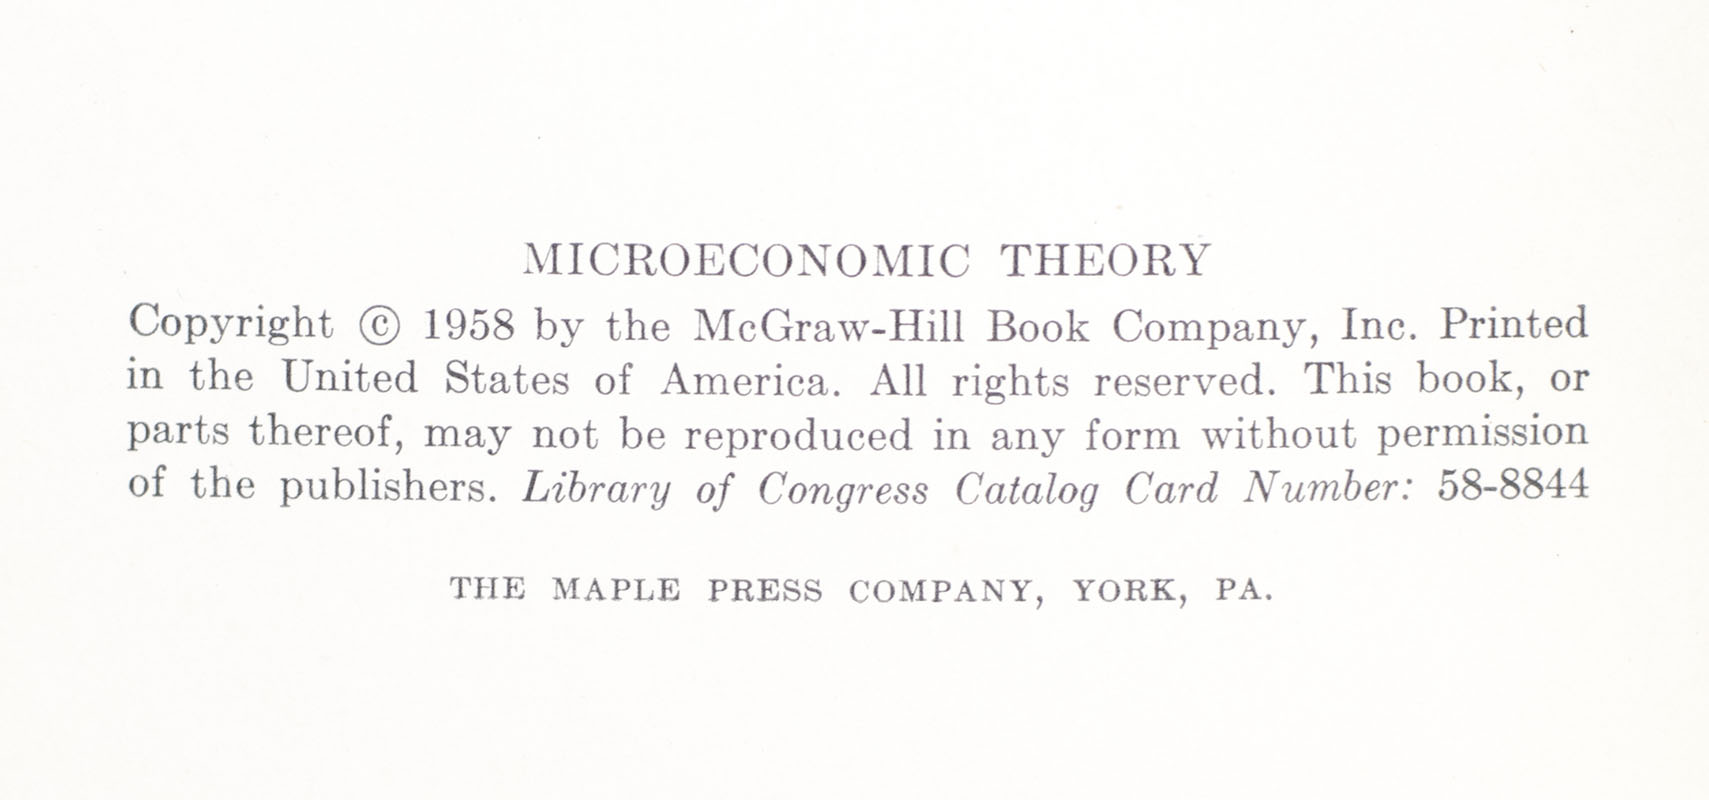 MICROECONOMIC THEORY
Copyright © 1958 by the McGraw-Hill Book Company, Inc. Printed
in the United States of America. All rights reserved. This book, or
parts thereof, may not be reproduced in any form without permission
of the publishers. Library of Congress Catalog Card Number: 58-8844
THE MAPLE PRESS COMPANY, YORK, PA.